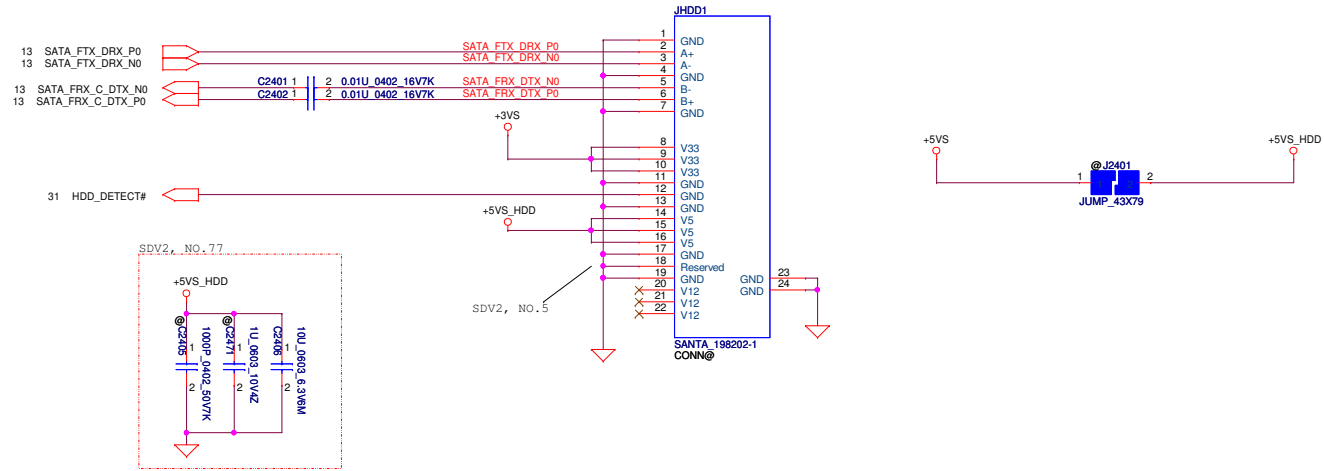 JHDD1
1 GND
13 SATA_FTX_DRX_P0 SATA_FTX_DRX_P0 2 A+
13 SATA_FTX_DRX_N0 SATA_FTX_DRX_N0 3 A-
4 GND
13 SATA_FRX_C_DTX_N0 C2401 1 2 0.01U_0402_16V7K SATA_FRX_DTX_N0 5 B-
13 SATA_FRX_C_DTX_P0 C2402 1 2 0.01U_0402_16V7K SATA_FRX_DTX_P0 6 B+
7 GND
+3VS
8 V33
9 V33
10 V33
11 GND
31 HDD_DETECT# 12 GND
13 GND
+5VS_HDD
14 V5
15 V5
16 V5
17 GND
18 Reserved
19 GND
20 V12
21 V12
22 V12
GND 23
GND 24
SDV2, NO.5
SANTA_198202-1
CONN@
+5VS
+5VS_HDD
@J2401
1 1 2 2
JUMP_43X79
SDV2, NO.77
+5VS_HDD
@C2405 1 2
1000P_0402_50V7K
@C2471 1 2
1U_0603_10V4Z
C2406 1 2
10U_0603_6.3V6M